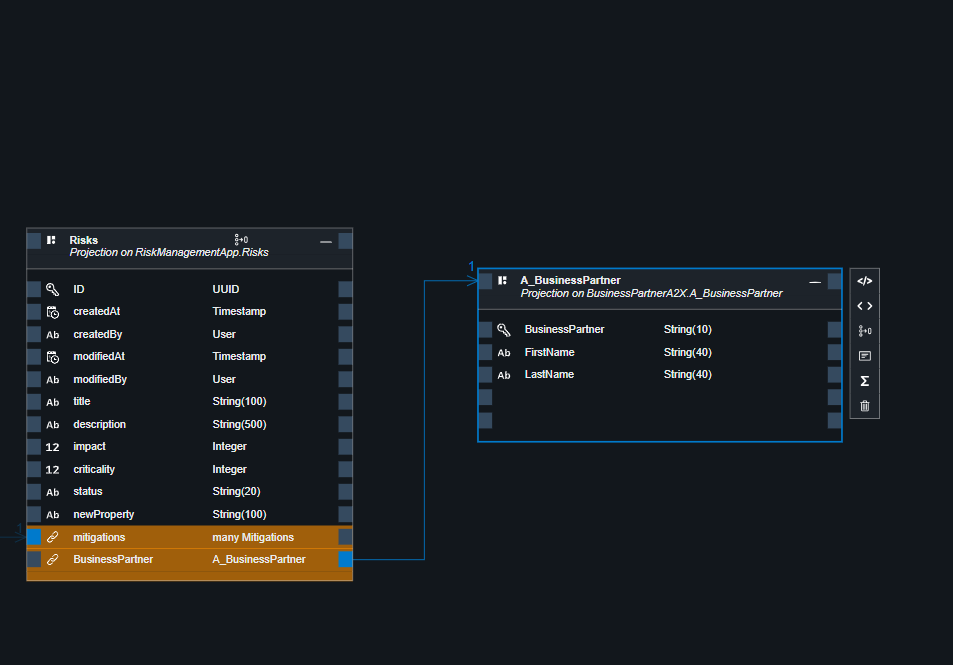 Risks
Projection on RiskManagementApp.Risks
ID UUID
createdAt Timestamp
Ab createdBy User
modifiedAt Timestamp
Ab modifiedBy User
Ab title String(100)
Ab description String(500)
12 impact Integer
12 criticality Integer
Ab status String(20)
Ab newProperty String(100)
1
mitigations many Mitigations
BusinessPartner A_BusinessPartner
1
A_BusinessPartner
Projection on BusinessPartnerA2X.A_BusinessPartner
BusinessPartner String(10)
Ab FirstName String(40)
Ab LastName String(40)